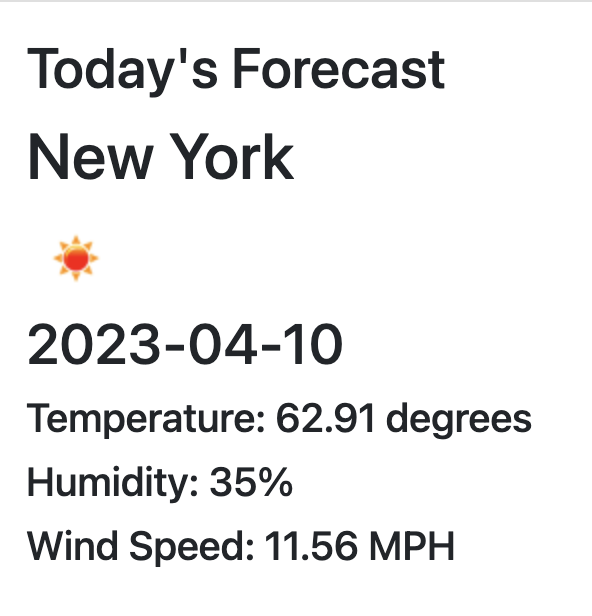 Today's Forecast
New York
2023-04-10
Temperature: 62.91 degrees
Humidity: 35%
Wind Speed: 11.56 MPH